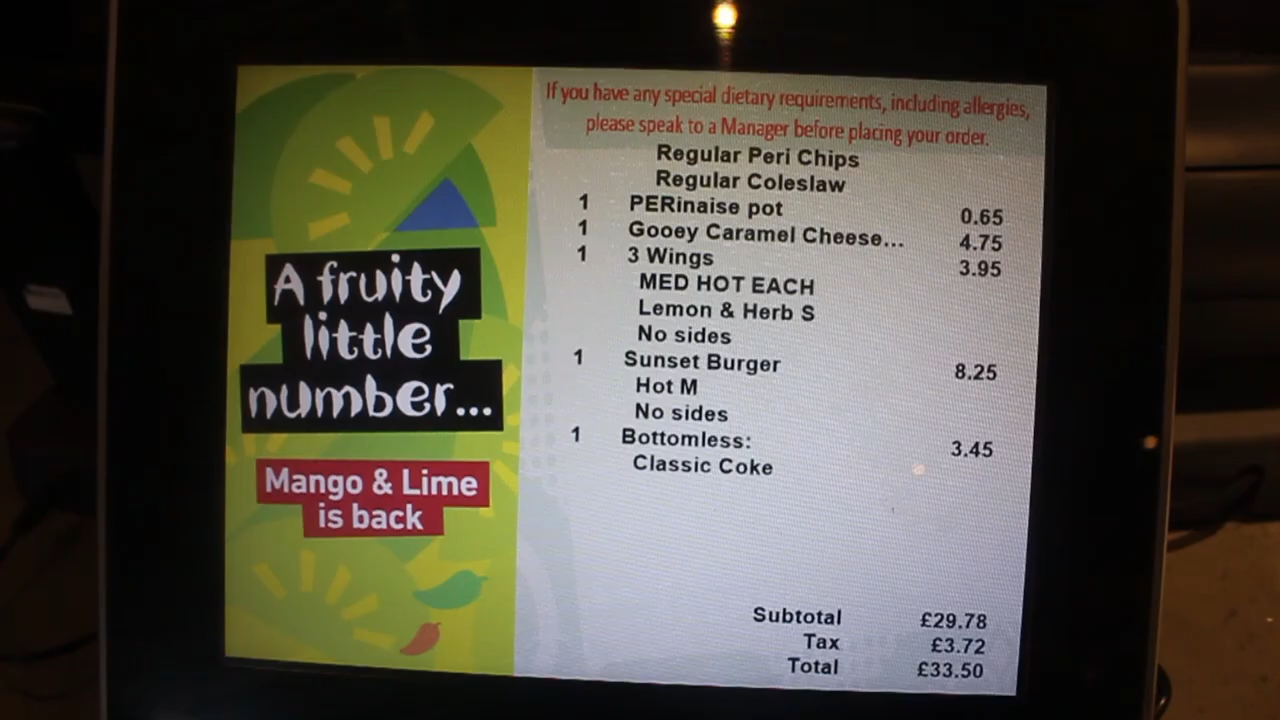 A fruity
little
number...
Mango & Lime
is back
If you have any special dietary requirements, including allergies,
please speak to a Manager before placing your order.
Regular Peri Chips
Regular Coleslaw
1 PERinaise pot 0.65
1 Gooey Caramel Cheese... 4.75
1 3 Wings 3.95
MED HOT EACH
Lemon & Herb S
No sides
1 Sunset Burger 8.25
Hot M
No sides
1 Bottomless: 3.45
Classic Coke
Subtotal £29.78
Tax £3.72
Total £33.50